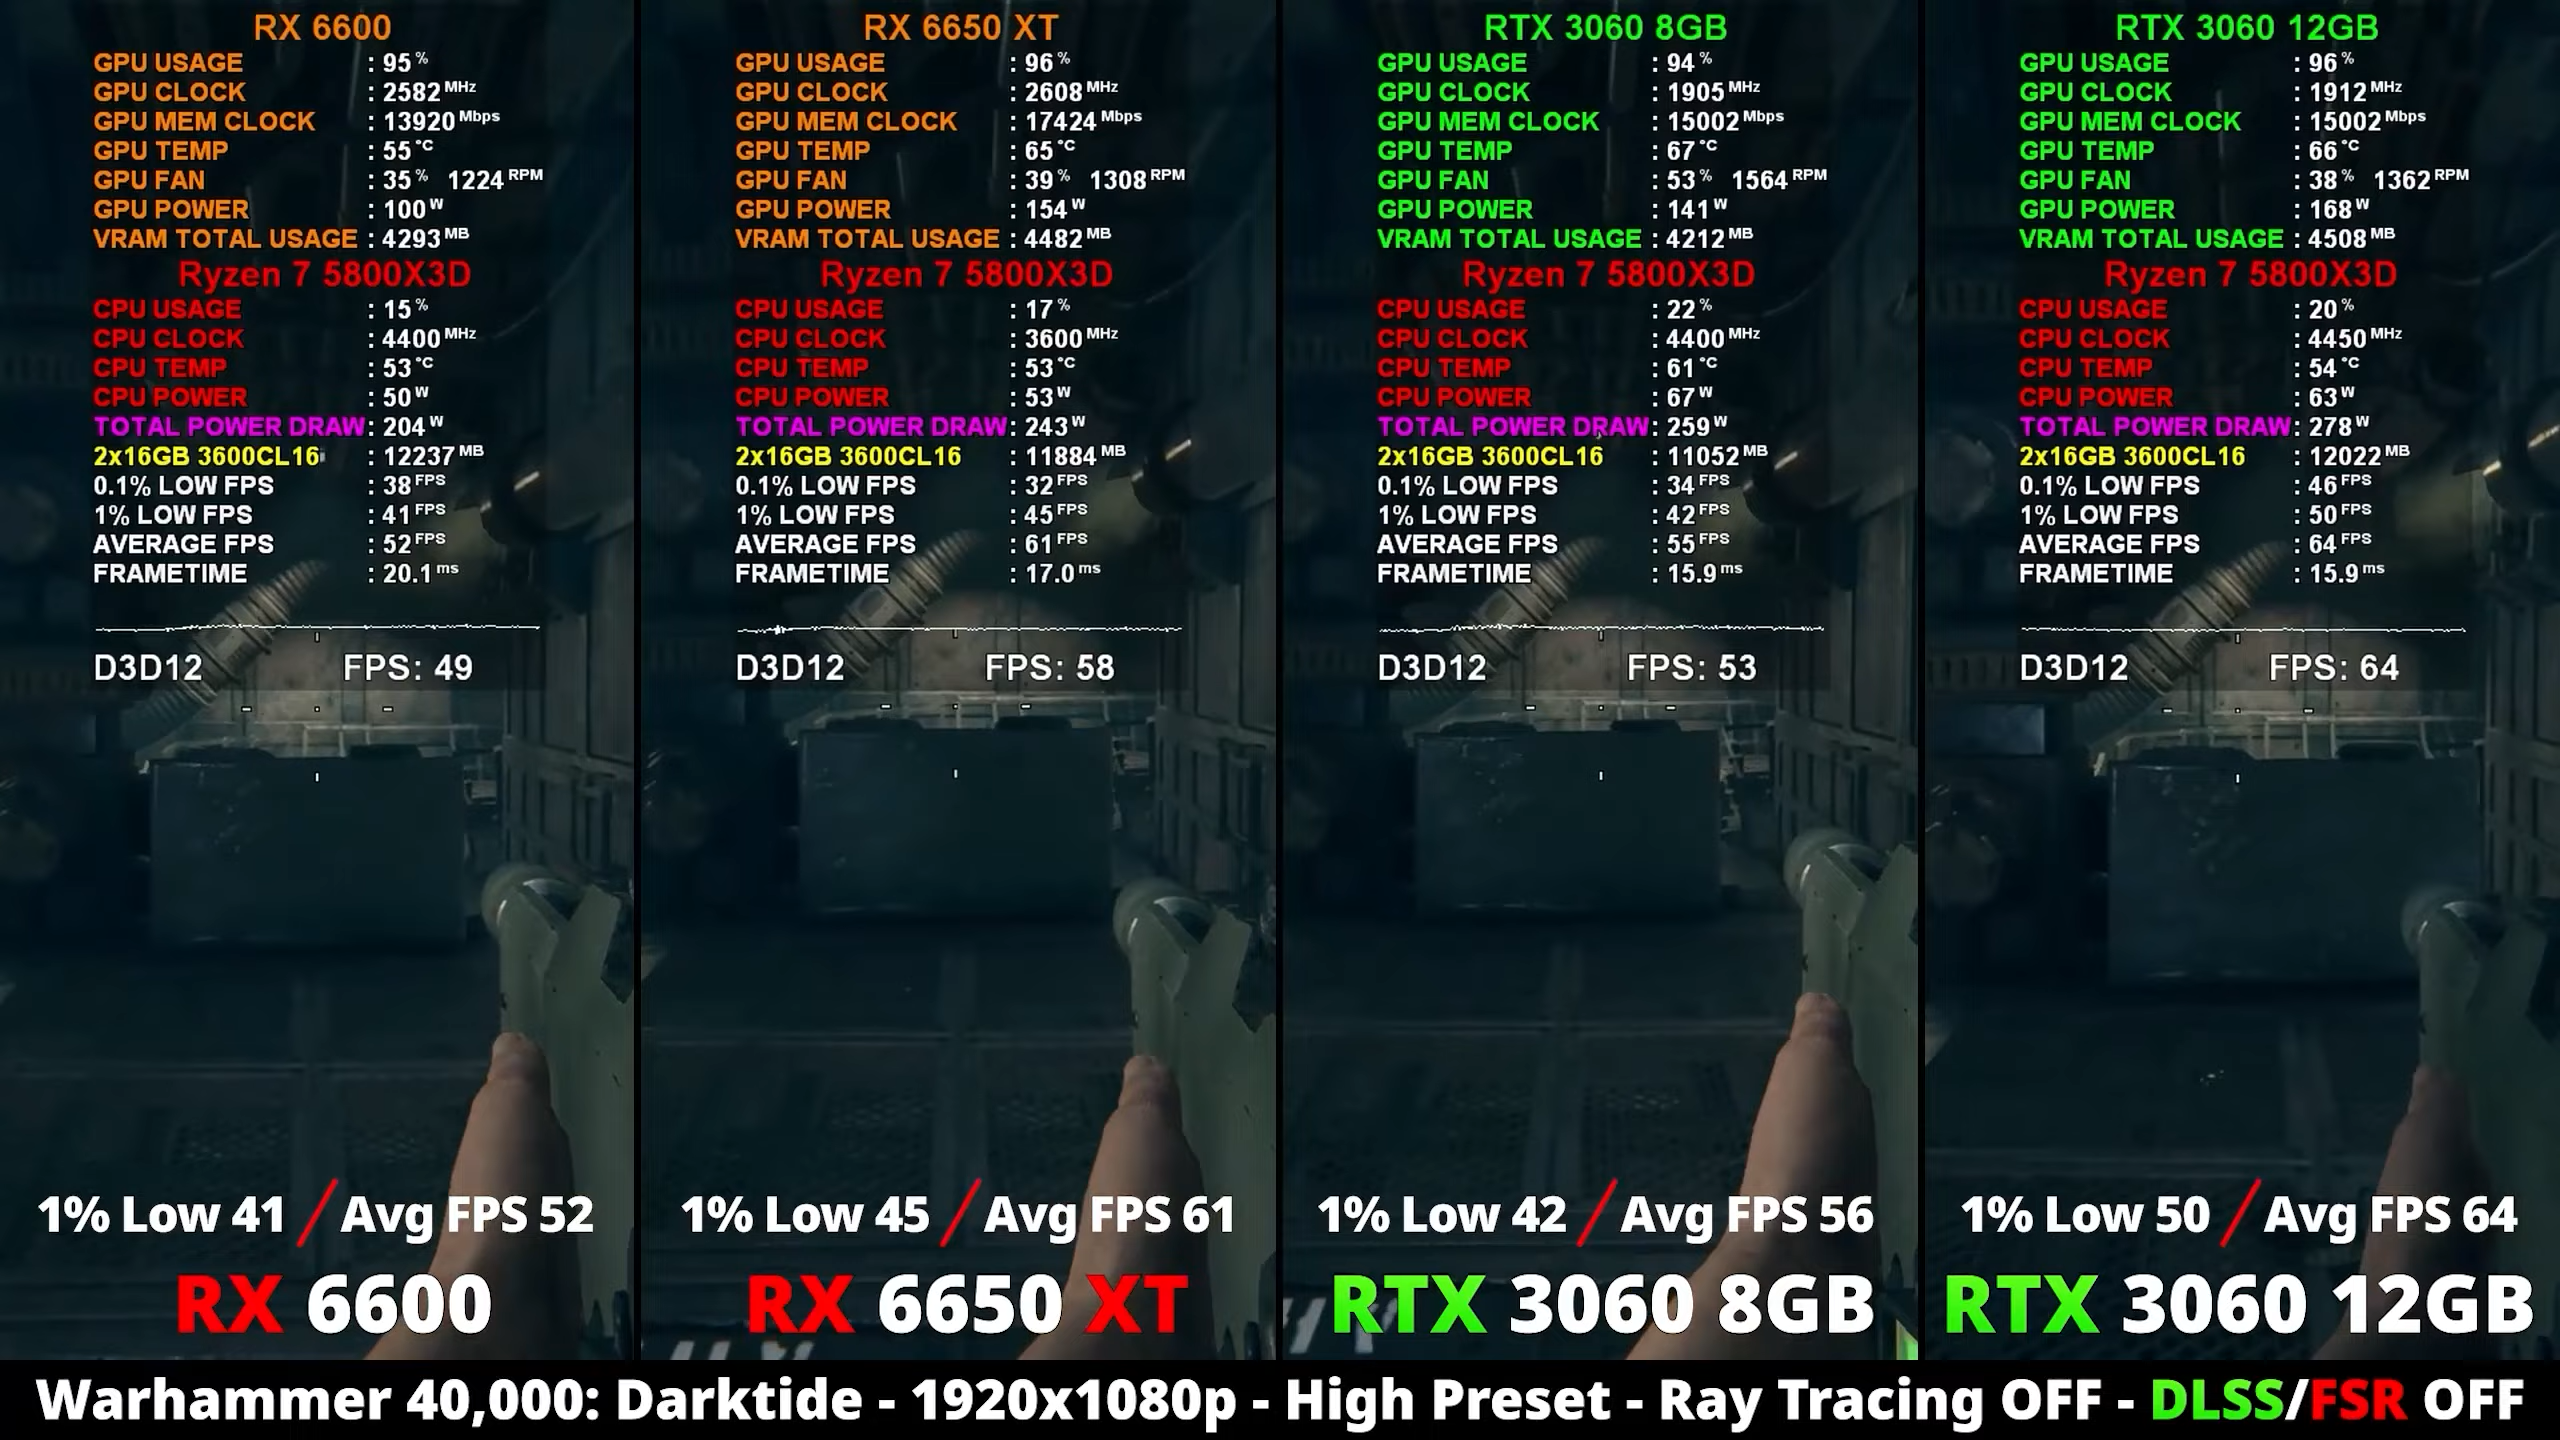 RX 6600
GPU USAGE : 95 %
GPU CLOCK : 2582 MHz
GPU MEM CLOCK : 13920 Mbps
GPU TEMP : 55 °C
GPU FAN : 35 % 1224 RPM
GPU POWER : 100 W
VRAM TOTAL USAGE : 4293 MB
Ryzen 7 5800X3D
CPU USAGE : 15 %
CPU CLOCK : 4400 MHz
CPU TEMP : 53 °C
CPU POWER : 50 W
TOTAL POWER DRAW : 204 W
2x16GB 3600CL16 : 12237 MB
0.1% LOW FPS : 38 FPS
1% LOW FPS : 41 FPS
AVERAGE FPS : 52 FPS
FRAMETIME : 20.1 ms
D3D12 FPS: 49
1% Low 41 / Avg FPS 52
RX 6600
RX 6650 XT
GPU USAGE : 96 %
GPU CLOCK : 2608 MHz
GPU MEM CLOCK : 17424 Mbps
GPU TEMP : 65 °C
GPU FAN : 39 % 1308 RPM
GPU POWER : 154 W
VRAM TOTAL USAGE : 4482 MB
Ryzen 7 5800X3D
CPU USAGE : 17 %
CPU CLOCK : 3600 MHz
CPU TEMP : 53 °C
CPU POWER : 53 W
TOTAL POWER DRAW : 243 W
2x16GB 3600CL16 : 11884 MB
0.1% LOW FPS : 32 FPS
1% LOW FPS : 45 FPS
AVERAGE FPS : 61 FPS
FRAMETIME : 17.0 ms
D3D12 FPS: 58
1% Low 45 / Avg FPS 61
RX 6650 XT
RTX 3060 8GB
GPU USAGE : 94 %
GPU CLOCK : 1905 MHz
GPU MEM CLOCK : 15002 Mbps
GPU TEMP : 67 °C
GPU FAN : 53 % 1564 RPM
GPU POWER : 141 W
VRAM TOTAL USAGE : 4212 MB
Ryzen 7 5800X3D
CPU USAGE : 22 %
CPU CLOCK : 4400 MHz
CPU TEMP : 61 °C
CPU POWER : 67 W
TOTAL POWER DRAW : 259 W
2x16GB 3600CL16 : 11052 MB
0.1% LOW FPS : 34 FPS
1% LOW FPS : 42 FPS
AVERAGE FPS : 55 FPS
FRAMETIME : 15.9 ms
D3D12 FPS: 53
1% Low 42 / Avg FPS 56
RTX 3060 8GB
RTX 3060 12GB
GPU USAGE : 96 %
GPU CLOCK : 1912 MHz
GPU MEM CLOCK : 15002 Mbps
GPU TEMP : 66 °C
GPU FAN : 38 % 1362 RPM
GPU POWER : 168 W
VRAM TOTAL USAGE : 4508 MB
Ryzen 7 5800X3D
CPU USAGE : 20 %
CPU CLOCK : 4450 MHz
CPU TEMP : 54 °C
CPU POWER : 63 W
TOTAL POWER DRAW : 278 W
2x16GB 3600CL16 : 12022 MB
0.1% LOW FPS : 46 FPS
1% LOW FPS : 50 FPS
AVERAGE FPS : 64 FPS
FRAMETIME : 15.9 ms
D3D12 FPS: 64
1% Low 50 / Avg FPS 64
RTX 3060 12GB
Warhammer 40,000: Darktide - 1920x1080p - High Preset - Ray Tracing OFF - DLSS/FSR OFF